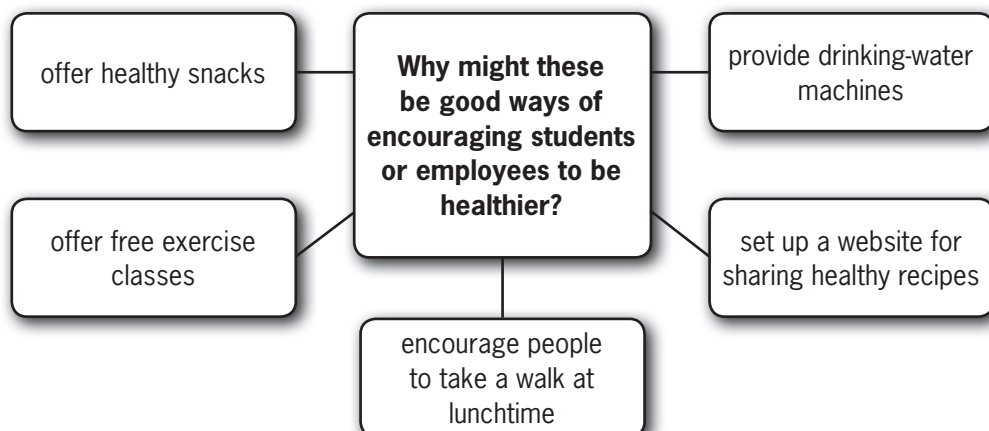 offer healthy snacks
Why might these
be good ways of
encouraging students
or employees to be
healthier?
provide drinking-water
machines
offer free exercise
classes
set up a website for
sharing healthy recipes
encourage people
to take a walk at
lunchtime